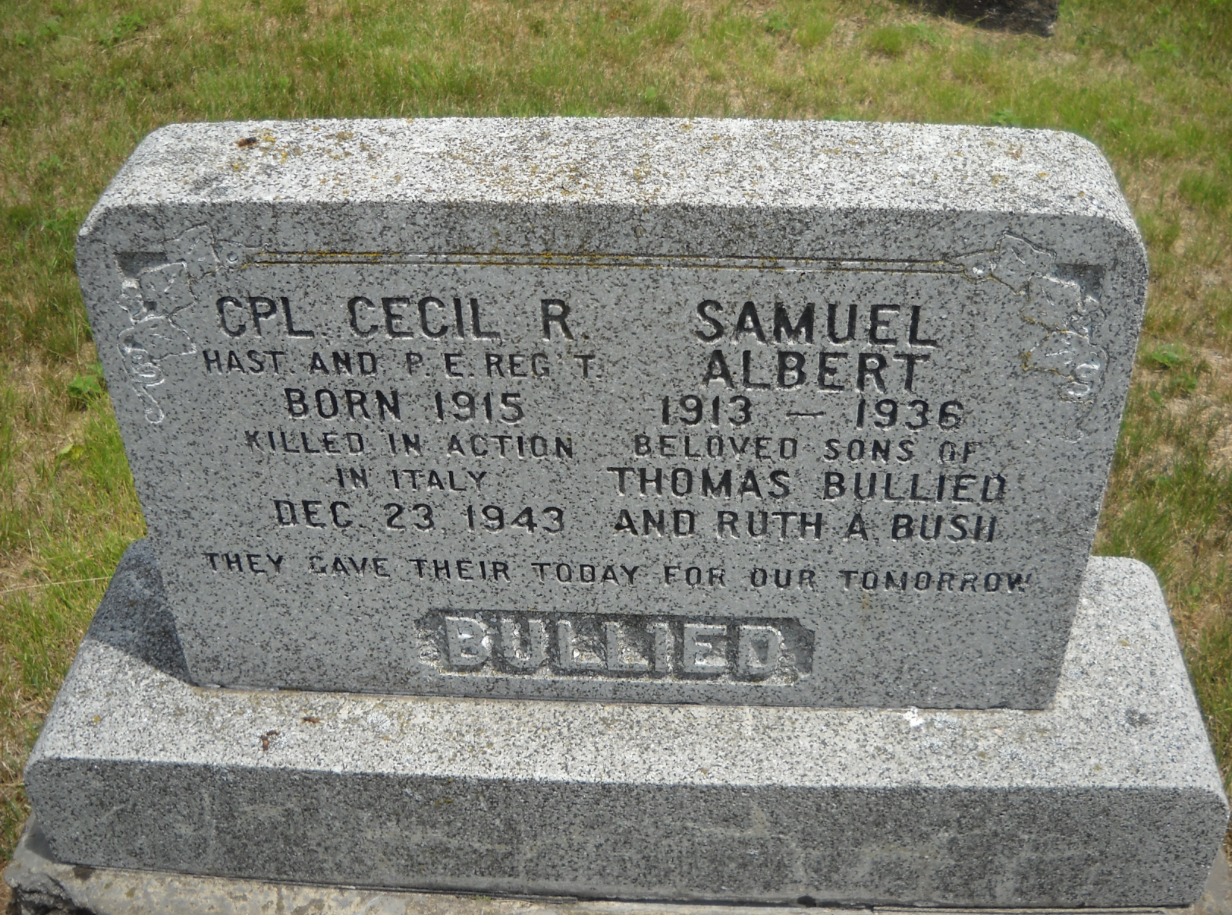 CPL. CECIL R.
HAST. AND P. E. REG'T.
BORN 1915
KILLED IN ACTION
IN ITALY
DEC. 23, 1943
SAMUEL
ALBERT
1913 — 1936
BELOVED SONS OF
THOMAS BULLIED
AND RUTH A. BUSH
THEY GAVE THEIR TODAY FOR OUR TOMORROW
BULLIED